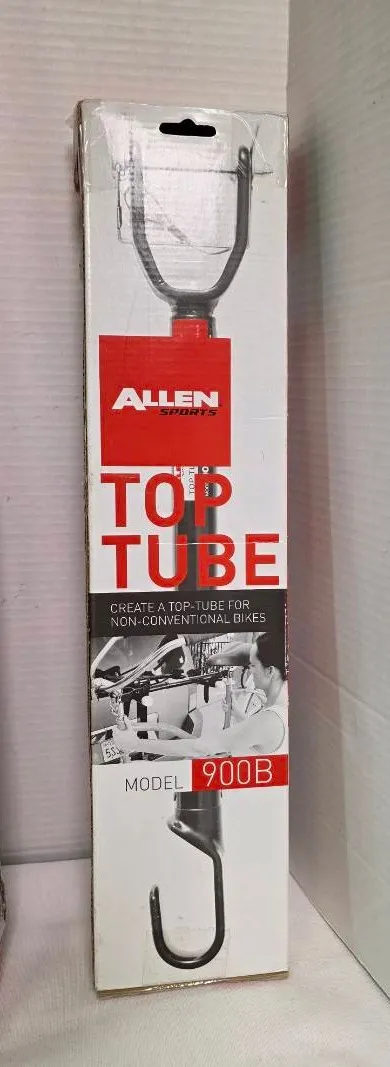 ALLEN
SPORTS
TOP
TUBE
CREATE A TOP-TUBE FOR
NON-CONVENTIONAL BIKES
MODEL 900B